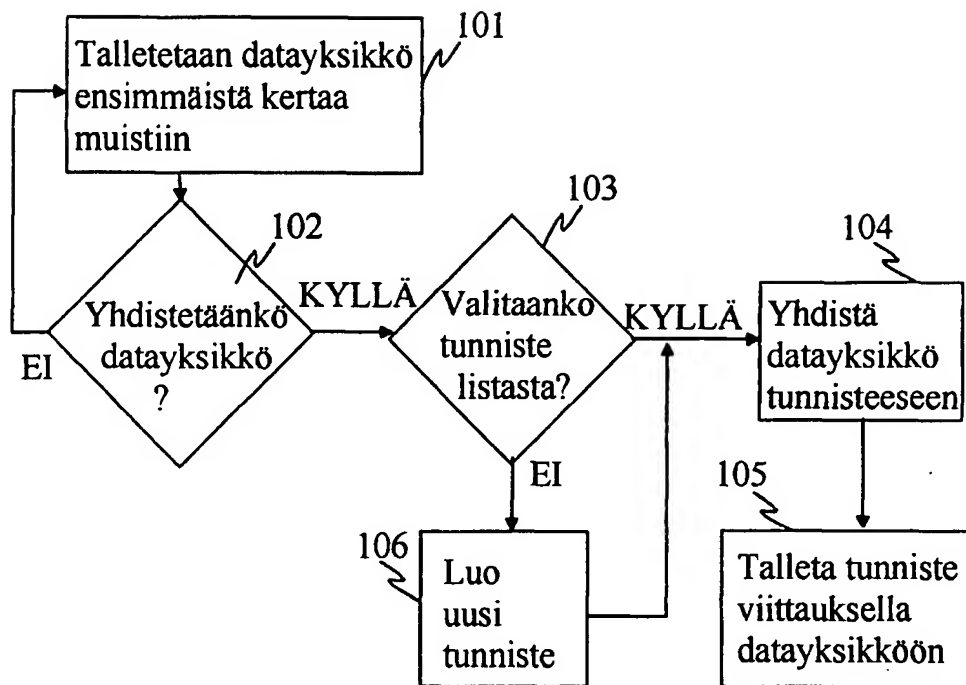 101
Talletetaan datayksikkö
ensimmäistä kertaa
muistiin
102
Yhdistetäänkö
datayksikkö
?
EI
KYLLÄ
103
Valitaanko
tunniste
listasta?
KYLLÄ
EI
104
Yhdistä
datayksikkö
tunnisteeseen
105
Talleta tunniste
viittauksella
datayksikköön
106
Luo
uusi
tunniste